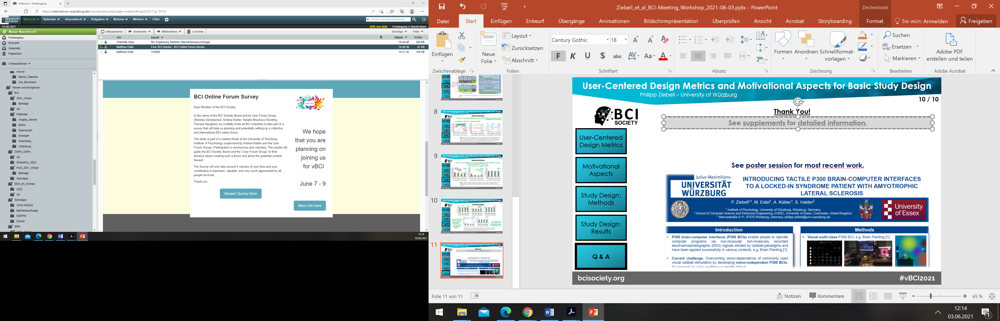 Webmail :: Posteingang
https://webmail.uni-wuerzburg.de/imp/dynamic.php?page=mailbox#msg:SU5CT1g;12916
UNIVERSITÄT
WÜRZBURG
Webmail
Kalender
Adressbuch
Aufgaben
Notizen
Weitere
Filter
Suche (Gesamte Nachricht)
03.06.2021
83% von 2GB
Posteingang (3 Nachrichten)
Neue Nachricht
Aktualisieren
Antworten
Weiterleiten
Löschen
Sonstige
Filter
Posteingang
Entwürfe
Gesendet
Papierkorb
Von
Betreff
Datum
Größe
Charlotte Gera
Re: Ergänzung Seminar Interventionspsychologie
10:44:40
384 KB
Matthias Eidel
Fwd: BCI Society - BCI Online Forum Survey
10:40:36
41 KB
Matthias Eidel
TUEBS
10:21:42
149 KB
Ordneraktionen
Master
Marius_Saecker
Ole_Bechheim
Reisen und Kongresse
BCI
2021_Virtual
Beiträge
Alt
Patienten
Angela_Jansen
Berlin
Daenemark
Erlangen
Nuernberg
Oldenburg
DGPA_DGPs
Alt
KliGesPsy_2022
PuG_2021_Virtual
Beiträge
Sonstiges
EEG_im_Schnee
2022
Alt
Sonstiges
2019-WASAD
Betriebsausfluege
DGPPN
DGVM
SPR
2021_Virtual
BCI Online Forum Survey
Thank you!
Dear Member of the BCI Society,
In the name of the BCI Society Board and its User Forum Group
(Mariska Vansteensel, Andrea Kübler, Natalie Mrachacz-Kersting,
Theresa Vaughan) we cordially invite all BCI scientists to take part in a
survey that will help us planning and potentially setting up a collective
and international BCI online forum.
The study is part of a master thesis at the University of Würzburg,
Institute of Psychology (supervised by Andrea Kübler and the User
Forum Group). Participation is anonymous and voluntary. The results will
guide the BCI Society Board and the "User Forum Group" in their
decision about creating such a forum and about the potential content
thereof.
The Survey will only take around 5 minutes of your time and your
contribution is important, valuable, and very much appreciated by all
people involved.
Thank you.
Answer Survey Here
We hope
that you are
planning on
joining us
for vBCI
June 7 - 9
More info here
12:14
03.06.2021
Ziebell_et_al_BCI-Meeting_Workshop_2021-06-03.pptx - PowerPoint
Zeichentools
Datei
Start
Einfügen
Entwurf
Übergänge
Animationen
Bildschirmpräsentation
Überprüfen
Ansicht
Acrobat
Storyboarding
Format
Sie wün:
Anmelden
Freigeben
Einfügen
Zwischenablage
Neue
Folie
Layout
Zurücksetzen
Abschnitt
Folien
Century Gothic
18
F K U S abc AV Aa A
Schriftart
Absatz
Formen
Anordnen
Schnellformat-
vorlagen
Zeichnung
Suchen
Ersetzen
Markieren
Bearbeiten
Adobe PDF
erstellen und teilen
Adobe Acrobat
8
9
10
11
User-Centered Design Metrics and Motivational Aspects for Basic Study Design
Philipp Ziebell – University of Würzburg
10 / 10
BCI
SOCIETY
Thank You!
See supplements for detailed information.
User-Centered
Design Metrics
Motivational
Aspects
Study Design:
Methods
Study Design:
Results
Q & A
See poster session for most recent work.
Julius-Maximilians-
UNIVERSITÄT
WÜRZBURG
INTRODUCING TACTILE P300 BRAIN-COMPUTER INTERFACES
TO A LOCKED-IN SYNDROME PATIENT WITH AMYOTROPHIC
LATERAL SCLEROSIS
P. Ziebell*1, M. Eidel1, A. Kübler1, S. Halder2
1 Institute of Psychology, University of Würzburg, Würzburg, Germany;
2 School of Computer Science and Electronic Engineering (CSEE), University of Essex, Colchester, United Kingdom;
* Marcusstraße 9-11, 97070 Würzburg, Germany, philipp.ziebell@uni-wuerzburg.de
University
of Essex
Introduction
P300 brain-computer interfaces (P300 BCIs) enable people to operate
computer programs via non-muscular non-invasively recorded
electroencephalographic (EEG) signals elicited by oddball-paradigms and
have been applied successfully in various contexts, e.g. Brain Painting [1]
Current challenge: Overcoming vision-dependence of commonly used
visual oddball stimulation by developing vision-independent P300 BCIs,
for example by using auditory or tactile stimuli
Methods
Visual multi-class P300 BCI, e.g. Brain Painting [1]
bcisociety.org
#vBCI2021
Folie 11 von 11
Notizen
Kommentare
65 %
12:14
03.06.2021
1